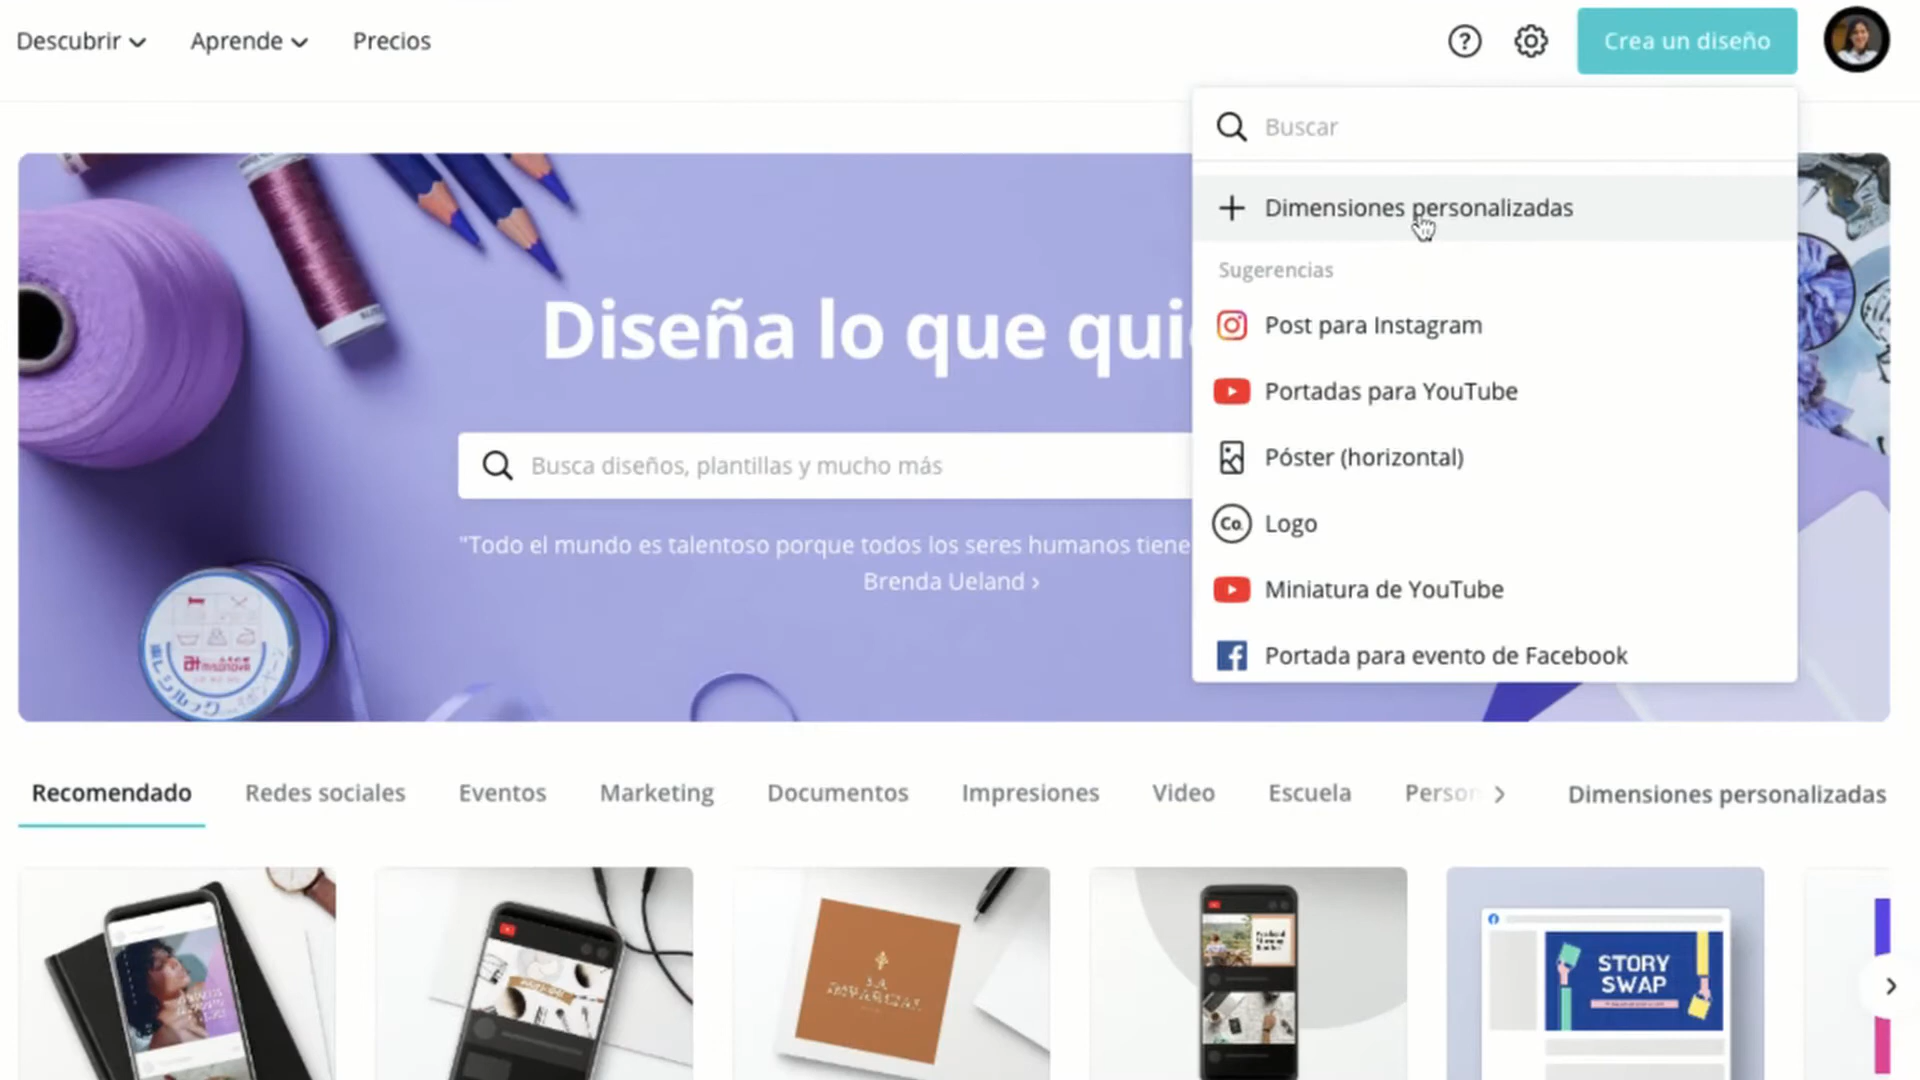 Descubrir
Aprende
Precios
Crea un diseño
Buscar
Dimensiones personalizadas
Sugerencias
Post para Instagram
Portadas para YouTube
Póster (horizontal)
Co. Logo
Miniatura de YouTube
Portada para evento de Facebook
Diseña lo que
Busca diseños, plantillas y mucho más
"Todo el mundo es talentoso porque todos los seres humanos tiene
Brenda Ueland ›
Recomendado
Redes sociales
Eventos
Marketing
Documentos
Impresiones
Video
Escuela
Dimensiones personalizadas
STORY
SWAP